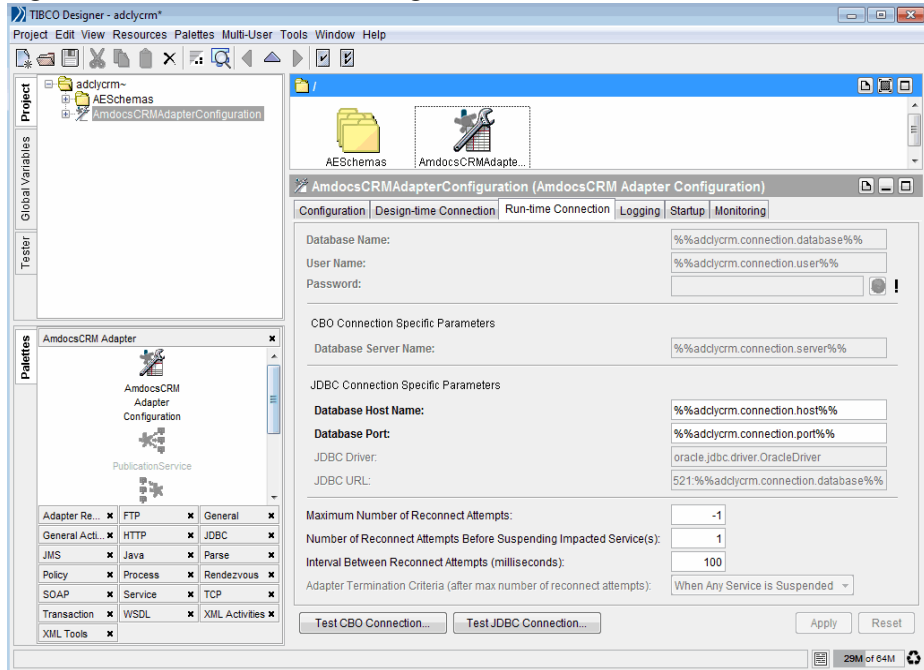 TIBCO Designer - adclycrm*
Project Edit View Resources Palettes Multi-User Tools Window Help
Project
Global Variables
Tester
adclycrm~
AESchemas
AmdocsCRMAdapterConfiguration
/
AESchemas
AmdocsCRMAdapte...
AmdocsCRMAdapterConfiguration (AmdocsCRM Adapter Configuration)
Configuration Design-time Connection Run-time Connection Logging Startup Monitoring
Database Name: %%adclycrm.connection.database%%
User Name: %%adclycrm.connection.user%%
Password: !
CBO Connection Specific Parameters
Database Server Name: %%adclycrm.connection.server%%
JDBC Connection Specific Parameters
Database Host Name: %%adclycrm.connection.host%%
Database Port: %%adclycrm.connection.port%%
JDBC Driver: oracle.jdbc.driver.OracleDriver
JDBC URL: 521:%%adclycrm.connection.database%%
Maximum Number of Reconnect Attempts: -1
Number of Reconnect Attempts Before Suspending Impacted Service(s): 1
Interval Between Reconnect Attempts (milliseconds): 100
Adapter Termination Criteria (after max number of reconnect attempts): When Any Service is Suspended
Test CBO Connection... Test JDBC Connection... Apply Reset
Palettes
AmdocsCRM Adapter
AmdocsCRM
Adapter
Configuration
PublicationService
Adapter Re... FTP General
General Acti... HTTP JDBC
JMS Java Parse
Policy Process Rendezvous
SOAP Service TCP
Transaction WSDL XML Activities
XML Tools
29M of 64M